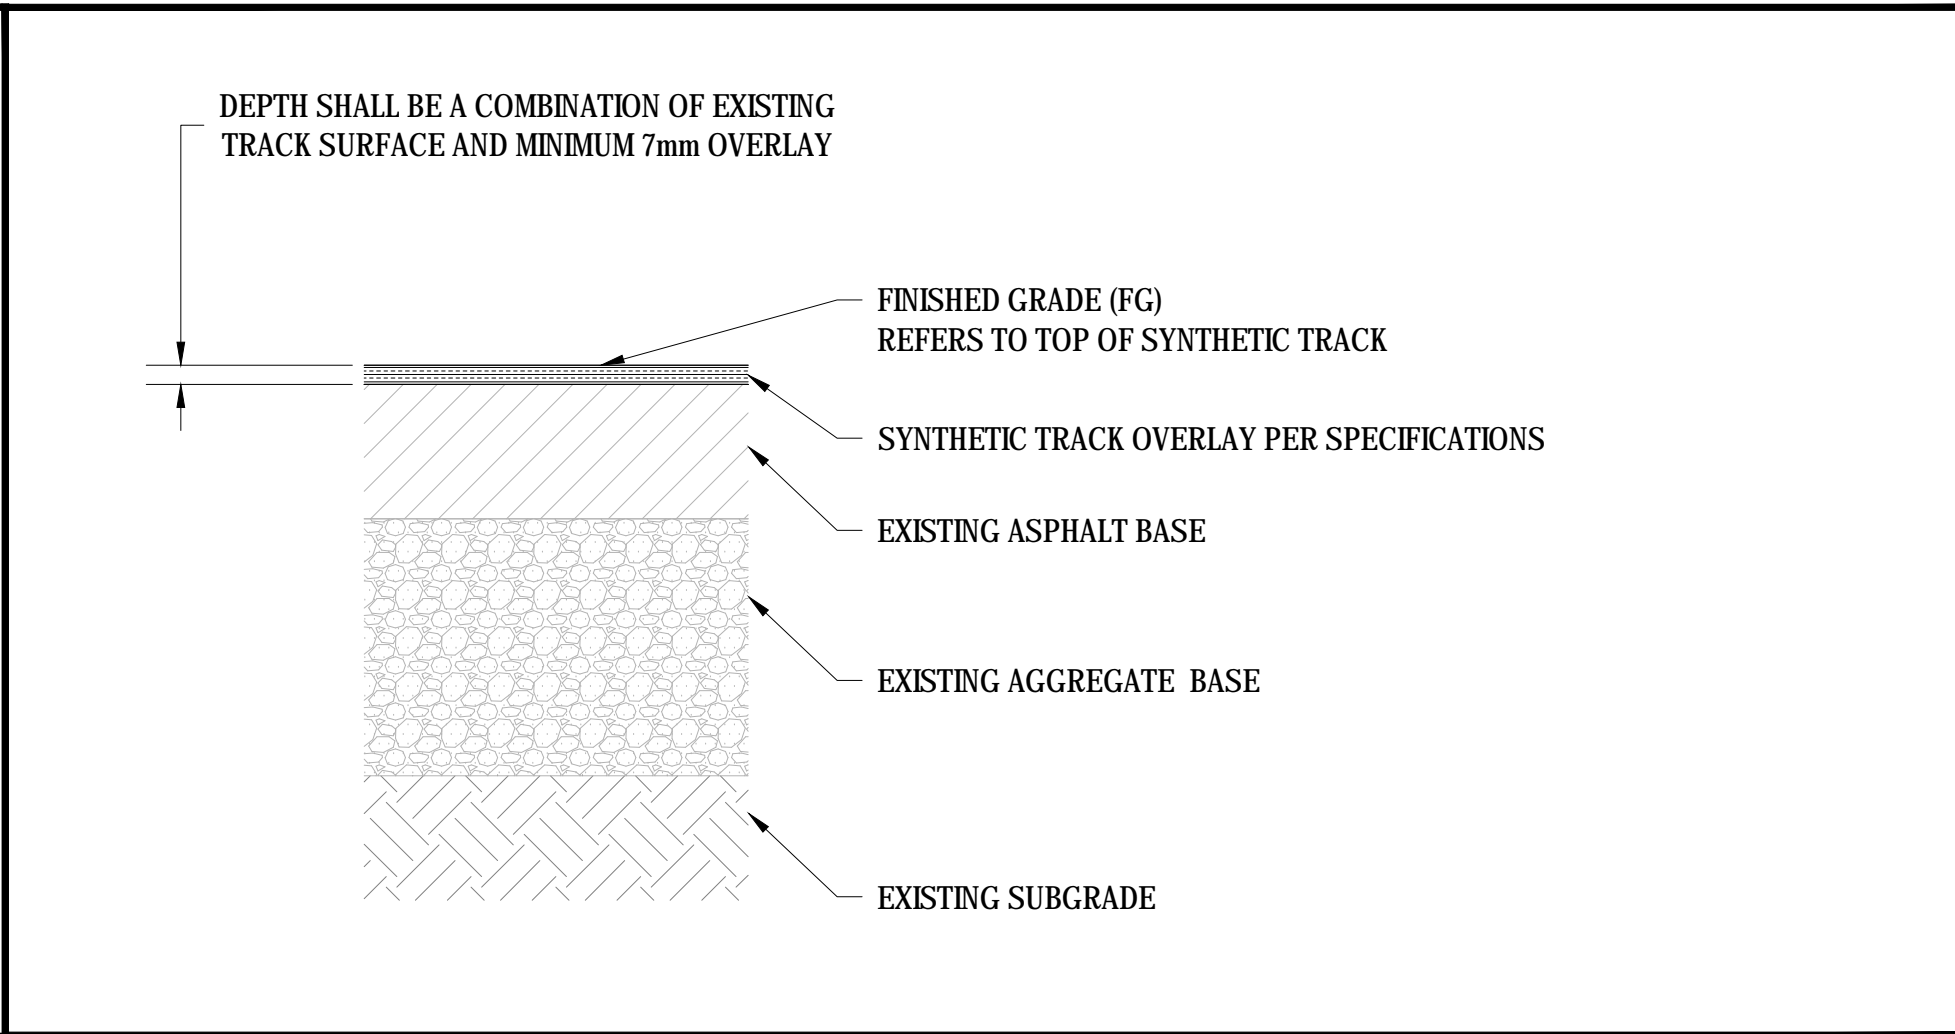 DEPTH SHALL BE A COMBINATION OF EXISTING
TRACK SURFACE AND MINIMUM 7mm OVERLAY
FINISHED GRADE (FG)
REFERS TO TOP OF SYNTHETIC TRACK
SYNTHETIC TRACK OVERLAY PER SPECIFICATIONS
EXISTING ASPHALT BASE
EXISTING AGGREGATE BASE
EXISTING SUBGRADE